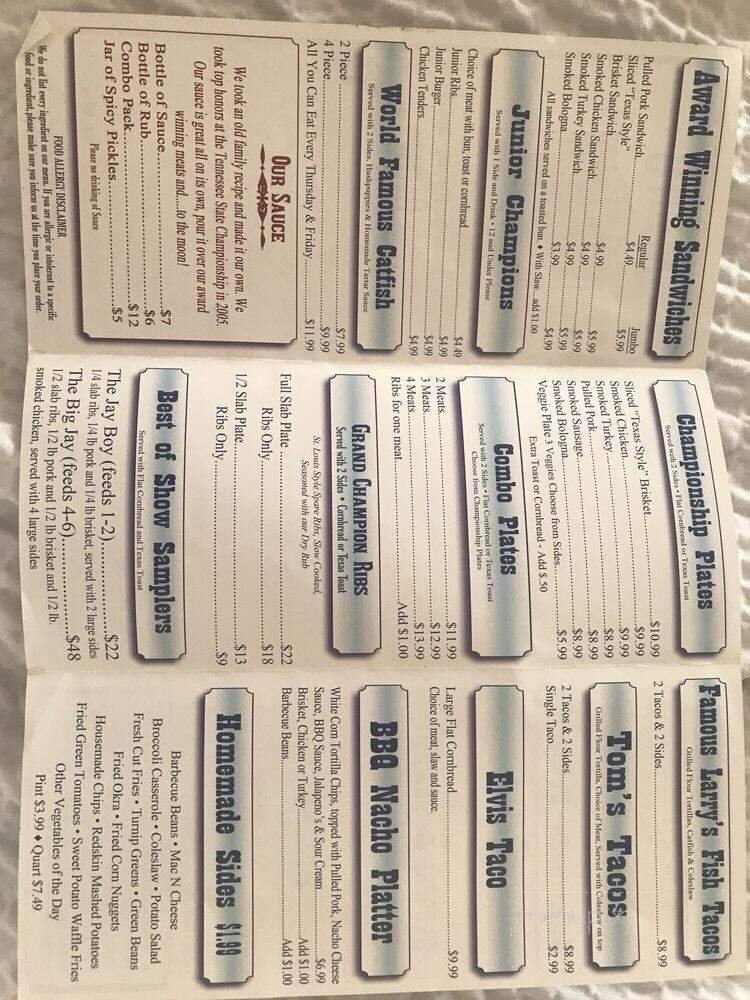 Award Winning Sandwiches
Regular Jumbo
Pulled Pork Sandwich $4.49 $5.99
Sliced "Texas Style"
Brisket Sandwich $4.99 $5.99
Smoked Chicken Sandwich $4.99 $5.99
Smoked Turkey Sandwich $4.99 $5.99
Smoked Bologna $3.99 $4.99
All sandwiches served on a toasted bun. ♦ With Slaw...add $1.00
Junior Champions
Served with 1 Side and Drink • 12 and Under Please
Choice of meat with bun, toast or cornbread $4.49
Junior Ribs $4.99
Junior Burger $4.99
Chicken Tenders $4.99
World Famous Catfish
Served with 2 Sides, Hushpuppies & Homemade Tartar Sauce
2 Piece $7.99
4 Piece $9.99
All You Can Eat Every Thursday & Friday $11.99
OUR SAUCE
We took an old family recipe and made it our own. We
took top honors at the Tennessee State Championship in 2005.
Our sauce is great all on its own, pour it over our award
winning meats and....to the moon!
Bottle of Sauce $7
Bottle of Rub $6
Combo Pack $12
Jar of Spicy Pickles $5
Please no drinking of Sauce
FOOD ALLERGY DISCLAIMER
We do not list every ingredient on our menu. If you are allergic or intolerant to a specific
food or ingredient, please make sure you inform us at the time you place your order.
Championship Plates
Served with 2 Sides • Flat Cornbread or Texas Toast
Sliced "Texas Style" Brisket $10.99
Smoked Chicken $9.99
Smoked Turkey $9.99
Pulled Pork $8.99
Smoked Sausage $8.99
Smoked Bologna $8.99
Veggie Plate 3 Veggies Choose from Sides $5.99
Extra Toast or Cornbread - Add $.50
Combo Plates
Served with 2 Sides • Flat Cornbread or Texas Toast
Choose from Championship Plates
2 Meats $11.99
3 Meats $12.99
4 Meats $13.99
Ribs for one meat Add $1.00
GRAND CHAMPION RIBS
Served with 2 Sides • Cornbread or Texas Toast
St. Louis Style Spare Ribs, Slow Cooked,
Seasoned with our Dry Rub
Full Slab Plate $22
Ribs Only $18
1/2 Slab Plate $13
Ribs Only $9
Best of Show Samplers
Served with Flat Cornbread and Texas Toast
The Jay Boy (feeds 1-2) $22
1/4 slab ribs, 1/4 lb pork and 1/4 lb brisket, served with 2 large sides
The Big Jay (feeds 4-6) $48
1/2 slab ribs, 1/2 lb pork and 1/2 lb brisket and 1/2 lb.
smoked chicken, served with 4 large sides
Famous Larry's Fish Tacos
Grilled Flour Tortillas, Catfish & Coleslaw
2 Tacos & 2 Sides $8.99
Tom's Tacos
Grilled Flour Tortilla, Choice of Meat, Served with Coleslaw on top
2 Tacos & 2 Sides $8.99
Single Taco $2.99
Elvis Taco
Large Flat Cornbread $9.99
Choice of meat, slaw and sauce.
BBQ Nacho Platter
White Corn Tortilla Chips, topped with Pulled Pork, Nacho Cheese
Sauce, BBQ Sauce, Jalapeno's & Sour Cream $6.99
Brisket, Chicken or Turkey Add $1.00
Barbecue Beans Add $1.00
Homemade Sides $1.99
Barbecue Beans • Mac N Cheese
Broccoli Casserole • Coleslaw • Potato Salad
Fresh Cut Fries • Turnip Greens • Green Beans
Fried Okra • Fried Corn Nuggets
Housemade Chips • Redskin Mashed Potatoes
Fried Green Tomatoes • Sweet Potato Waffle Fries
Other Vegetables of the Day
Pint $3.99 ♦ Quart $7.49